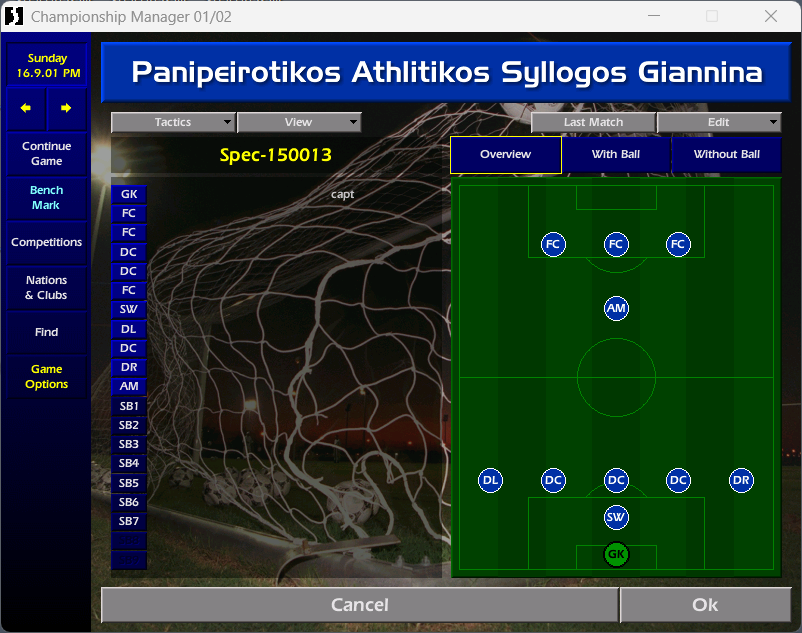 Championship Manager 01/02
Sunday
16.9.01 PM
Panipeirotikos Athlitikos Syllogos Giannina
Continue
Game
Bench
Mark
Competitions
Nations
& Clubs
Find
Game
Options
Tactics
View
Last Match
Edit
Spec-150013
Overview
With Ball
Without Ball
GK
capt
FC
FC
DC
DC
FC
SW
DL
DC
DR
AM
SB1
SB2
SB3
SB4
SB5
SB6
SB7
FC FC FC
AM
DL DC DC DC DR
SW
GK
Cancel
Ok